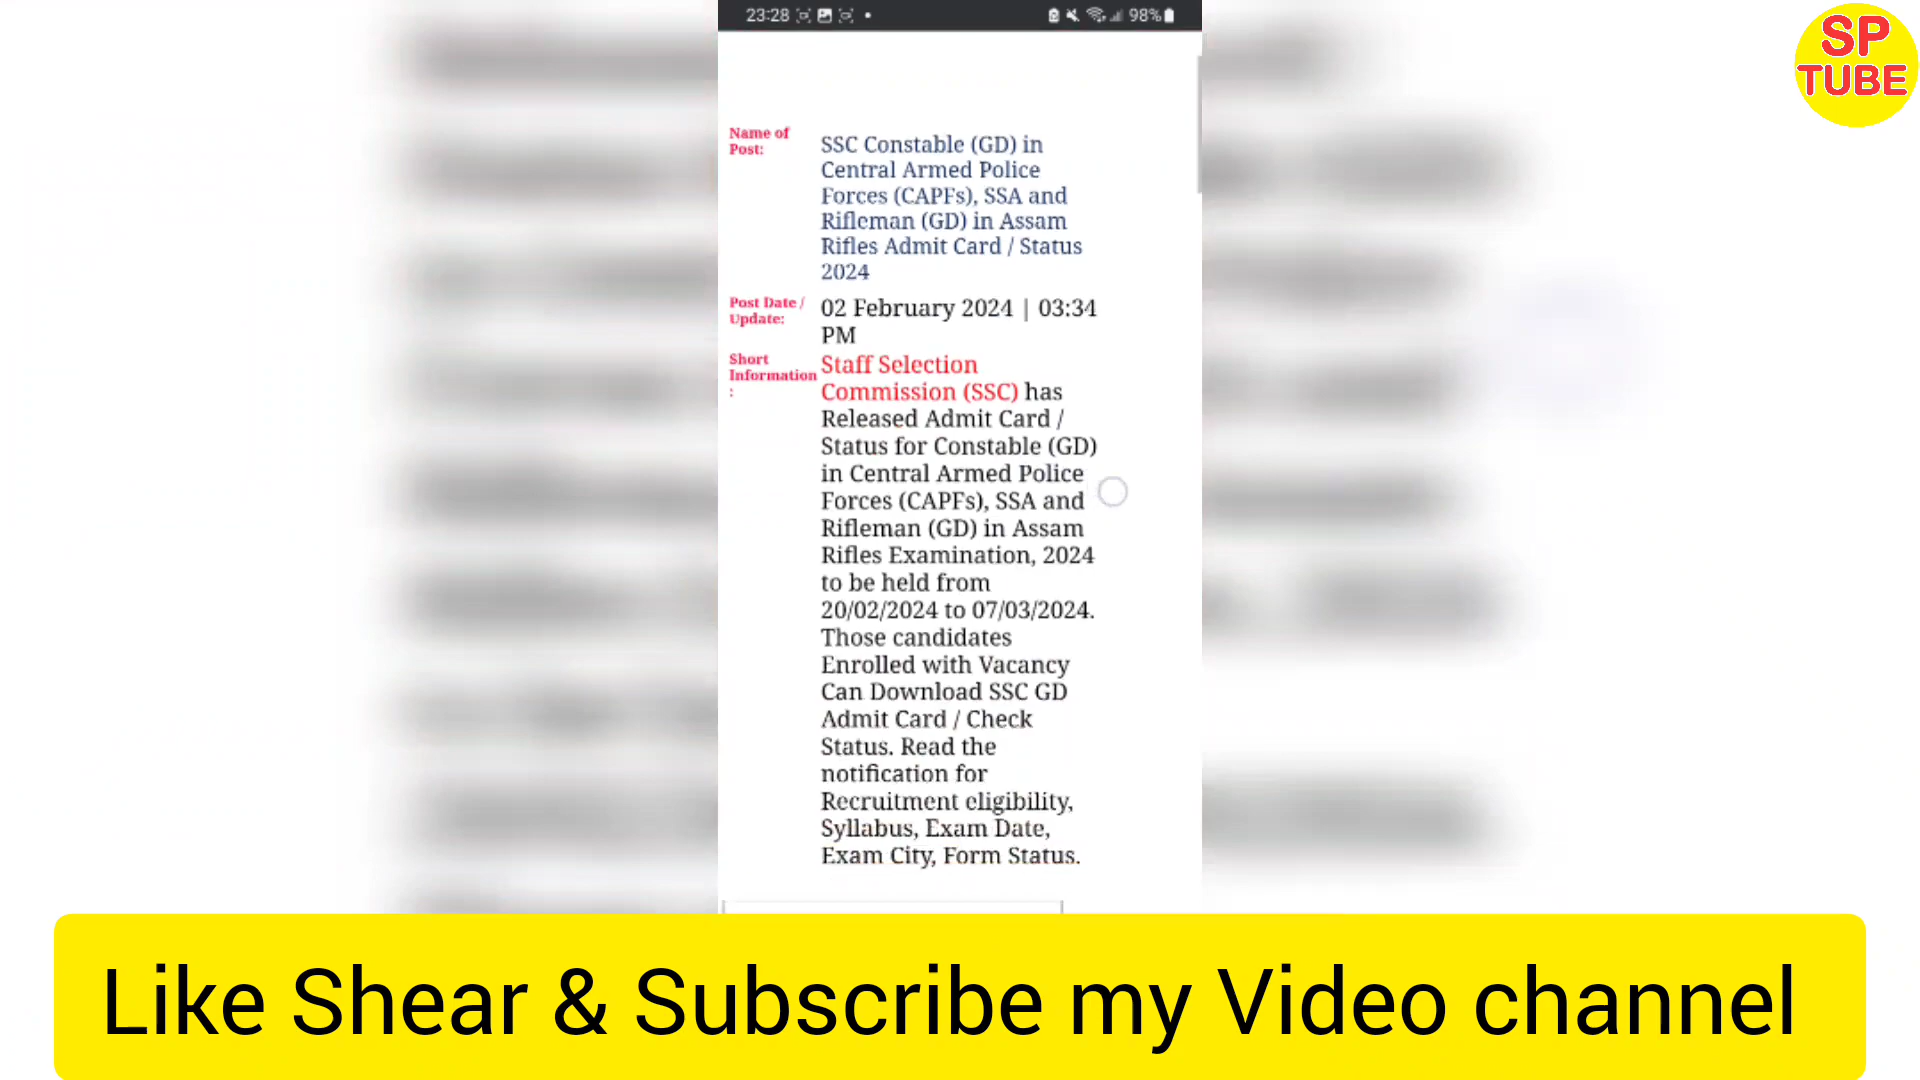 23:28
98%
SP
TUBE
Name of
Post:
SSC Constable (GD) in
Central Armed Police
Forces (CAPFs), SSA and
Rifleman (GD) in Assam
Rifles Admit Card / Status
2024
Post Date /
Update:
02 February 2024 | 03:34
PM
Short
Information
:
Staff Selection
Commission (SSC) has
Released Admit Card /
Status for Constable (GD)
in Central Armed Police
Forces (CAPFs), SSA and
Rifleman (GD) in Assam
Rifles Examination, 2024
to be held from
20/02/2024 to 07/03/2024.
Those candidates
Enrolled with Vacancy
Can Download SSC GD
Admit Card / Check
Status. Read the
notification for
Recruitment eligibility,
Syllabus, Exam Date,
Exam City, Form Status.
Like Shear & Subscribe my Video channel